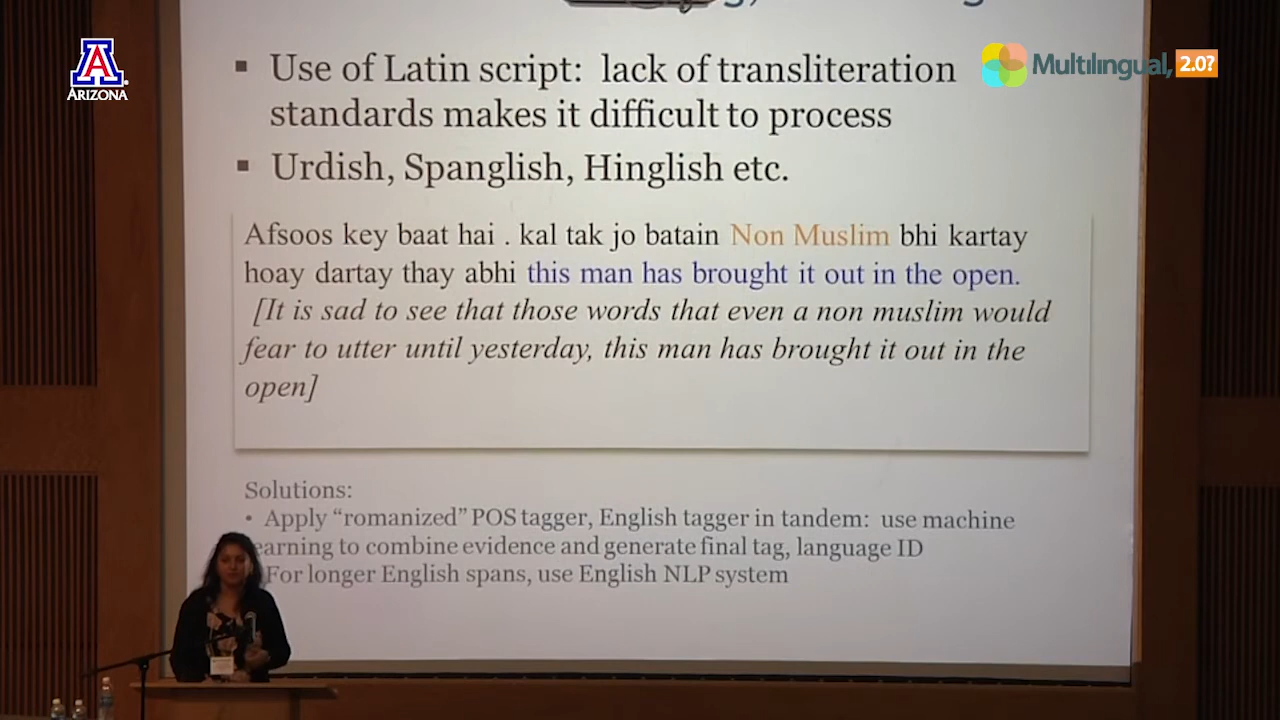 ARIZONA
Multilingual, 2.0?
▪ Use of Latin script: lack of transliteration
standards makes it difficult to process
▪ Urdish, Spanglish, Hinglish etc.
Afsoos key baat hai . kal tak jo batain Non Muslim bhi kartay
hoay dartay thay abhi this man has brought it out in the open.
[It is sad to see that those words that even a non muslim would
fear to utter until yesterday, this man has brought it out in the
open]
Solutions:
• Apply “romanized” POS tagger, English tagger in tandem: use machine
earning to combine evidence and generate final tag, language ID
For longer English spans, use English NLP system